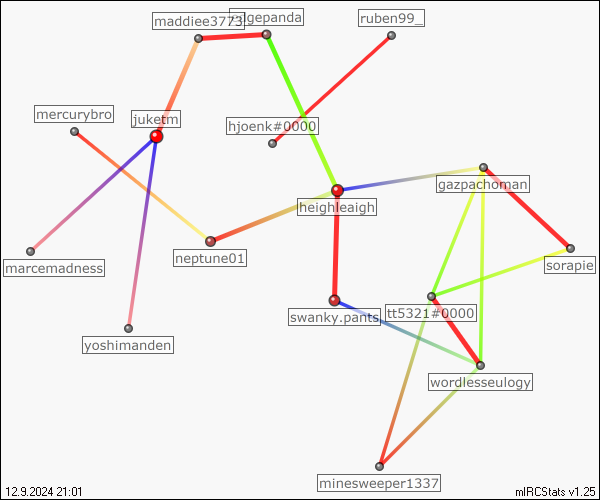 maddiee3773
dgepanda
ruben99_
mercurybro
juketm
hjoenk#0000
gazpachoman
heighleaigh
neptune01
marcemadness
sorapie
swanky.pants
tt5321#0000
yoshimanden
wordlesseulogy
minesweeper1337
12.9.2024 21:01
mIRCStats v1.25